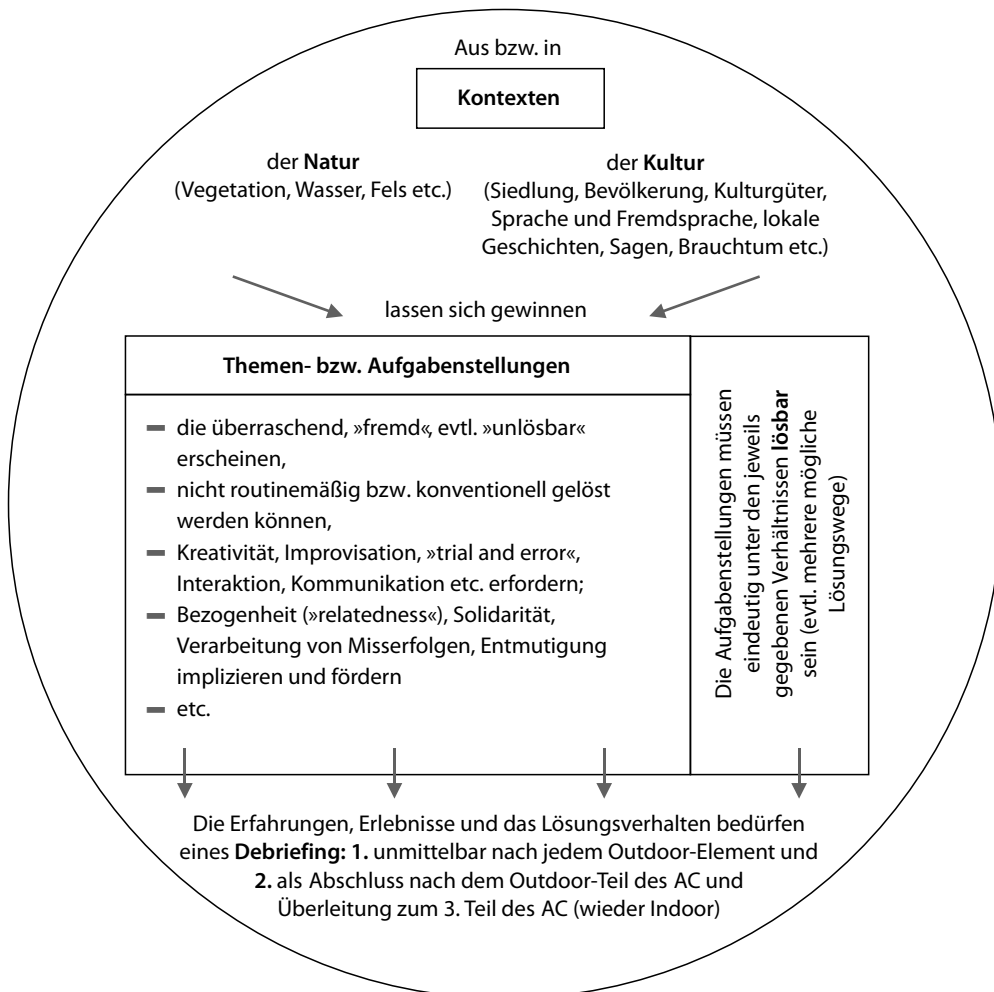 Aus bzw. in
Kontexten
der Natur
(Vegetation, Wasser, Fels etc.)
der Kultur
(Siedlung, Bevölkerung, Kulturgüter,
Sprache und Fremdsprache, lokale
Geschichten, Sagen, Brauchtum etc.)
lassen sich gewinnen
Themen- bzw. Aufgabenstellungen
– die überraschend, »fremd«, evtl. »unlösbar«
erscheinen,
– nicht routinemäßig bzw. konventionell gelöst
werden können,
– Kreativität, Improvisation, »trial and error«,
Interaktion, Kommunikation etc. erfordern;
– Bezogenheit (»relatedness«), Solidarität,
Verarbeitung von Misserfolgen, Entmutigung
implizieren und fördern
– etc.
Die Aufgabenstellungen müssen
eindeutig unter den jeweils
gegebenen Verhältnissen lösbar
sein (evtl. mehrere mögliche
Lösungswege)
Die Erfahrungen, Erlebnisse und das Lösungsverhalten bedürfen
eines Debriefing: 1. unmittelbar nach jedem Outdoor-Element und
2. als Abschluss nach dem Outdoor-Teil des AC und
Überleitung zum 3. Teil des AC (wieder Indoor)